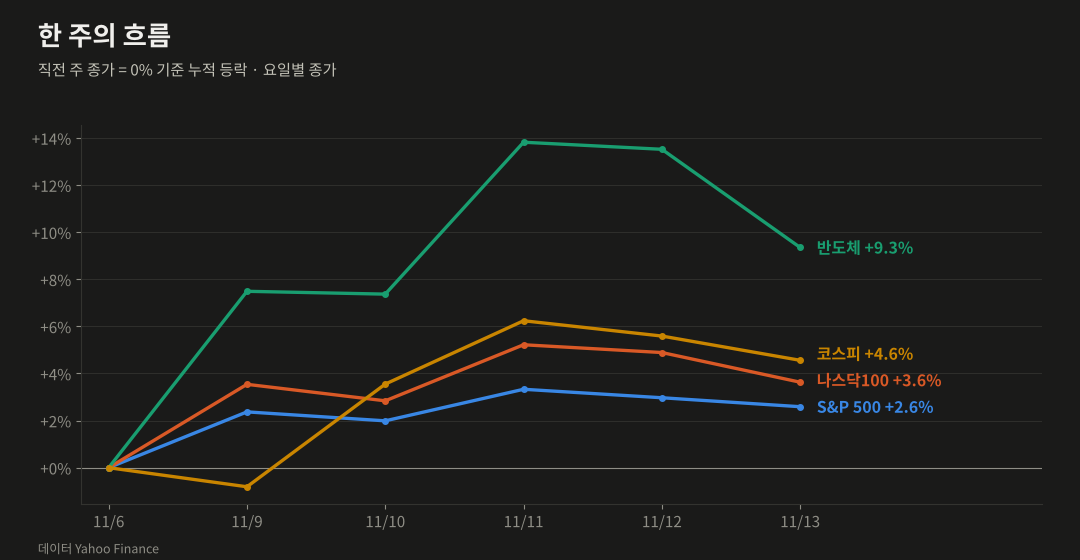 한 주의 흐름
직전 주 종가 = 0% 기준 누적 등락 · 요일별 종가
+14%
+12%
+10%
+8%
+6%
+4%
+2%
+0%
반도체 +9.3%
코스피 +4.6%
나스닥100 +3.6%
S&P 500 +2.6%
11/6
11/9
11/10
11/11
11/12
11/13
데이터 Yahoo Finance